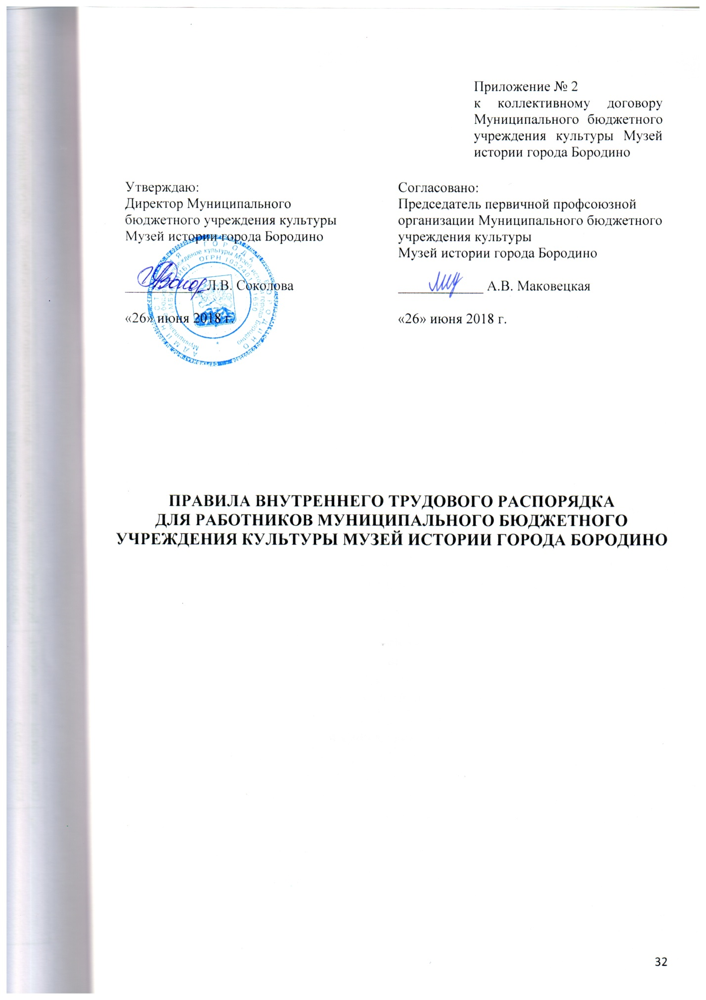 Приложение № 2
к коллективному договору
Муниципального бюджетного
учреждения культуры Музей
истории города Бородино
Утверждаю:
Директор Муниципального
бюджетного учреждения культуры
Музей истории города Бородино
Л.В. Соколова
«26» июня 2018 г.
Согласовано:
Председатель первичной профсоюзной
организации Муниципального бюджетного
учреждения культуры
Музей истории города Бородино
А.В. Маковецкая
«26» июня 2018 г.
ПРАВИЛА ВНУТРЕННЕГО ТРУДОВОГО РАСПОРЯДКА
ДЛЯ РАБОТНИКОВ МУНИЦИПАЛЬНОГО БЮДЖЕТНОГО
УЧРЕЖДЕНИЯ КУЛЬТУРЫ МУЗЕЙ ИСТОРИИ ГОРОДА БОРОДИНО
32